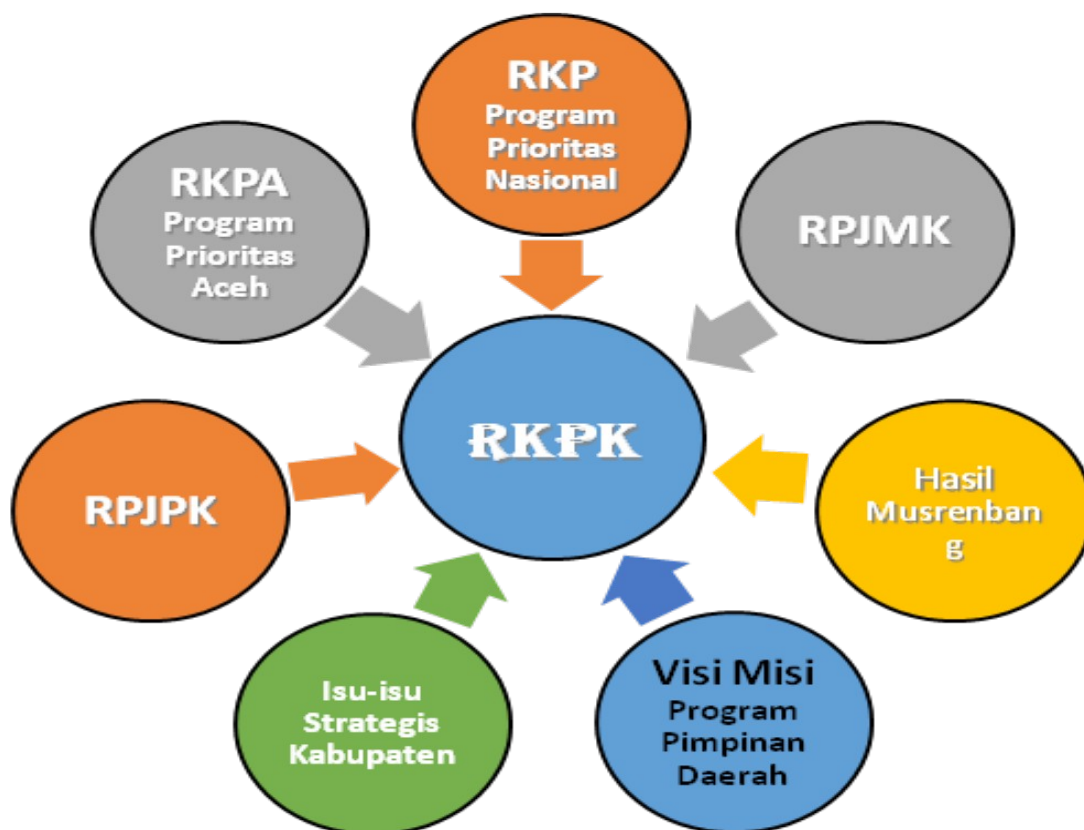 RKP
Program
Prioritas
Nasional
RKPA
Program
Prioritas
Aceh
RPJMK
RKPK
RPJPK
Hasil
Musrenban
g
Isu-isu
Strategis
Kabupaten
Visi Misi
Program
Pimpinan
Daerah